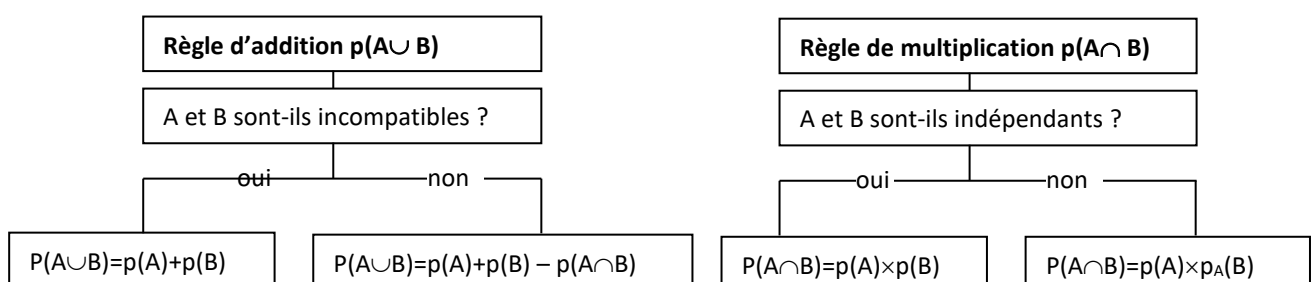 Règle d’addition p(A∪ B)
A et B sont-ils incompatibles ?
oui
non
P(A∪B)=p(A)+p(B)
P(A∪B)=p(A)+p(B) – p(A∩B)
Règle de multiplication p(A∩ B)
A et B sont-ils indépendants ?
oui
non
P(A∩B)=p(A)×p(B)
P(A∩B)=p(A)×pA(B)